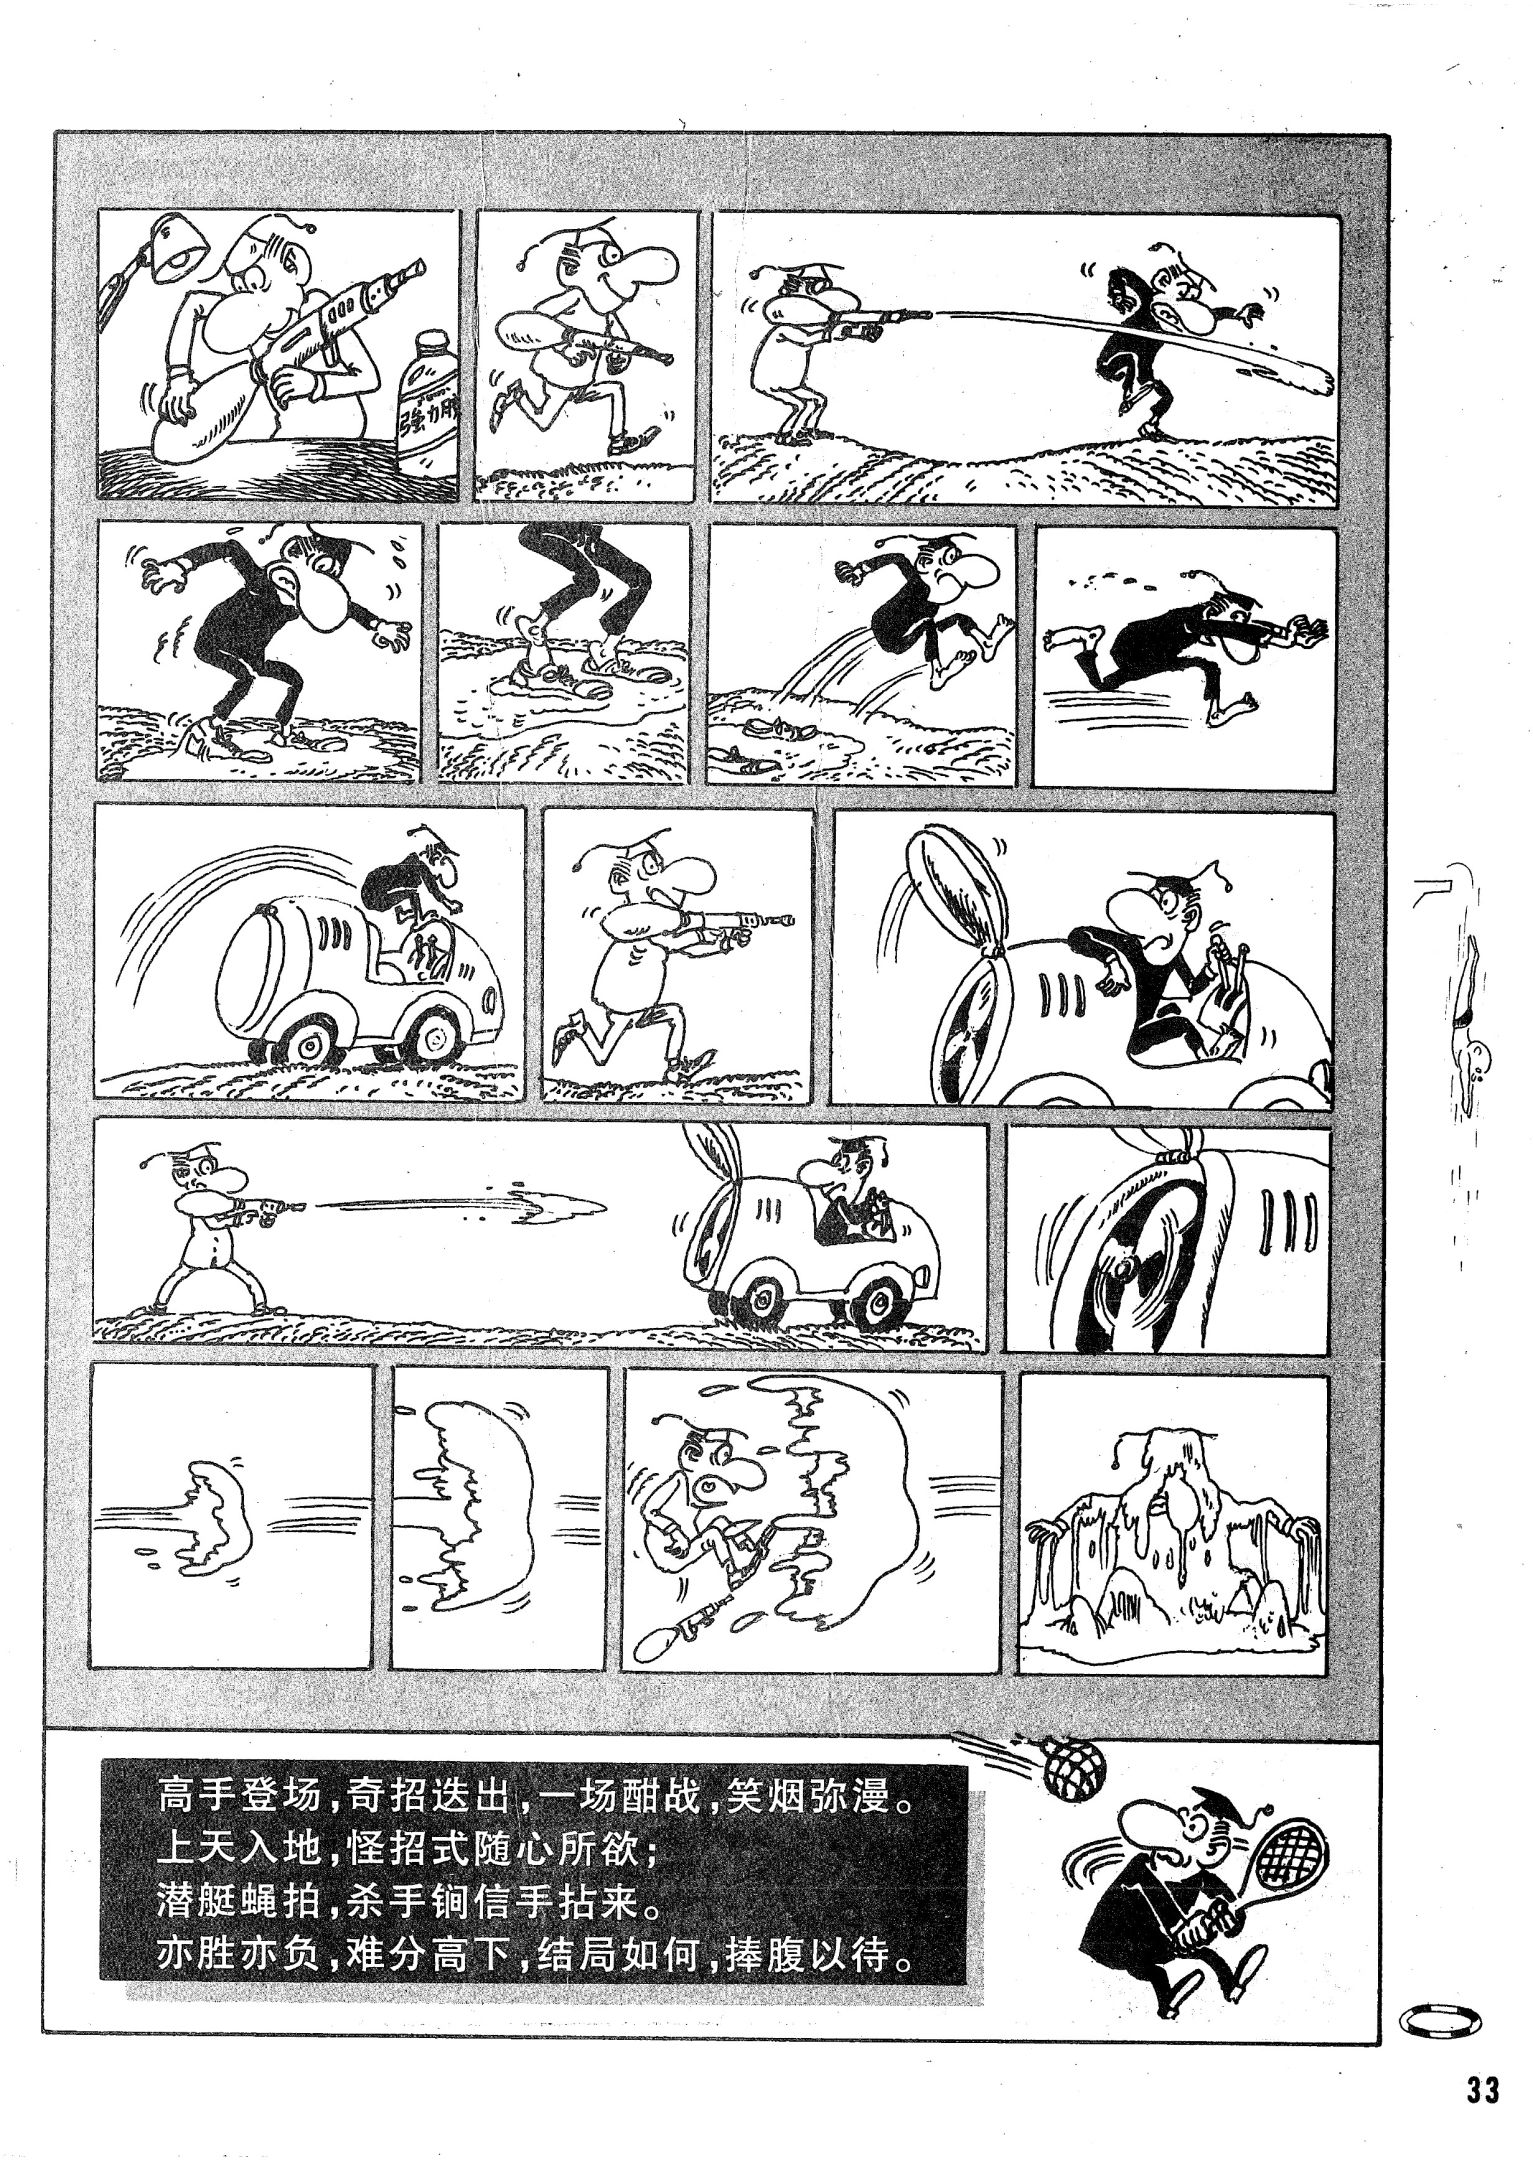 強力胶
高手登场,奇招迭出,一场酣战,笑烟弥漫。
上天入地,怪招式随心所欲;
潜艇蝇拍,杀手锏信手拈来。
亦胜亦负,难分高下,结局如何,捧腹以待。
33